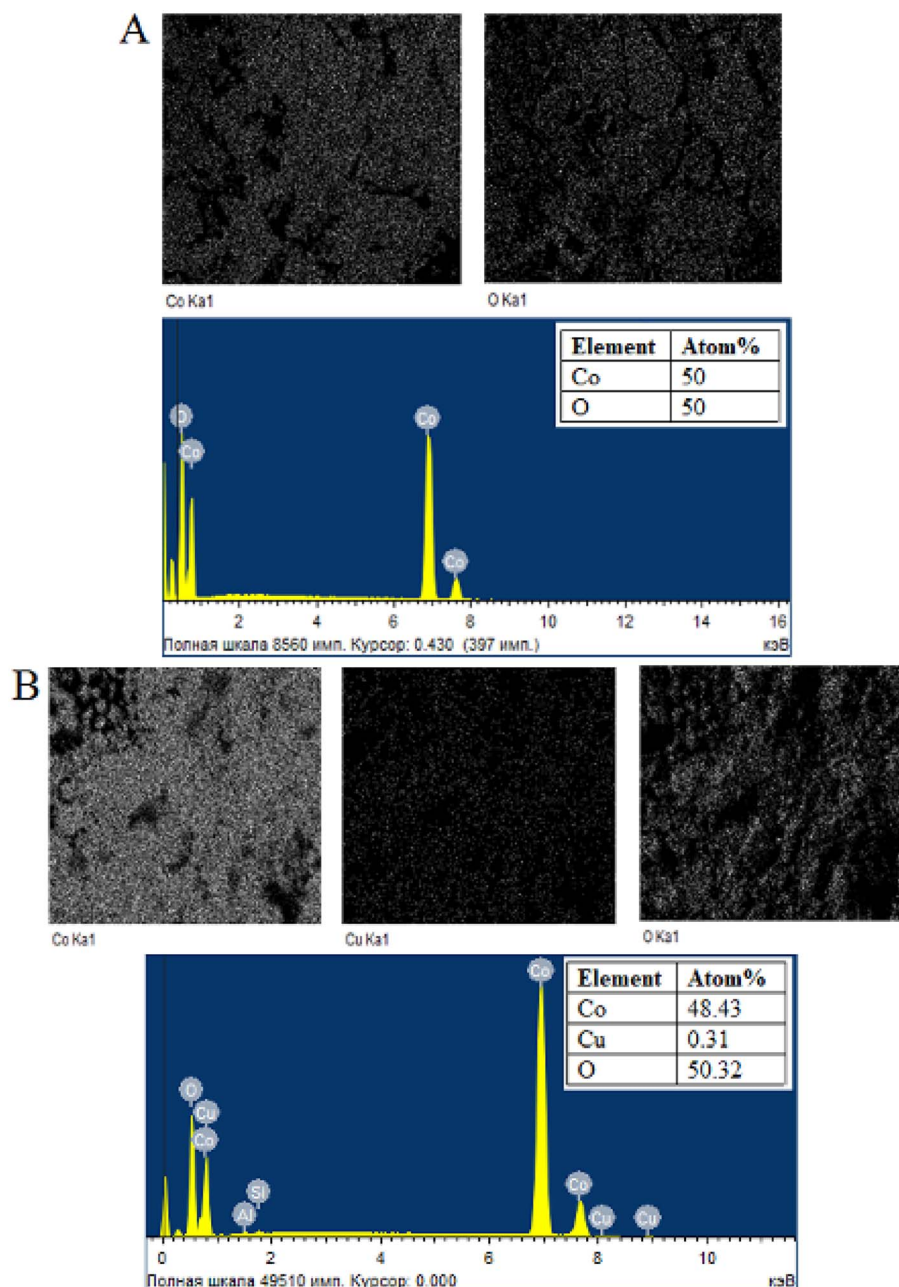 A
Co Ka1
O Ka1
Element Atom%
Co 50
O 50
O
Co
Co
Co
2 4 6 8 10 12 14 16
Полная шкала 8560 имп. Курсор: 0.430 (397 имп.)
кэВ
B
Co Ka1
Cu Ka1
O Ka1
Element Atom%
Co 48.43
Cu 0.31
O 50.32
Co
O
Cu
Co
Si
Al
Co
Cu
Cu
0 2 4 6 8 10
Полная шкала 49510 имп. Курсор: 0.000
кэВ